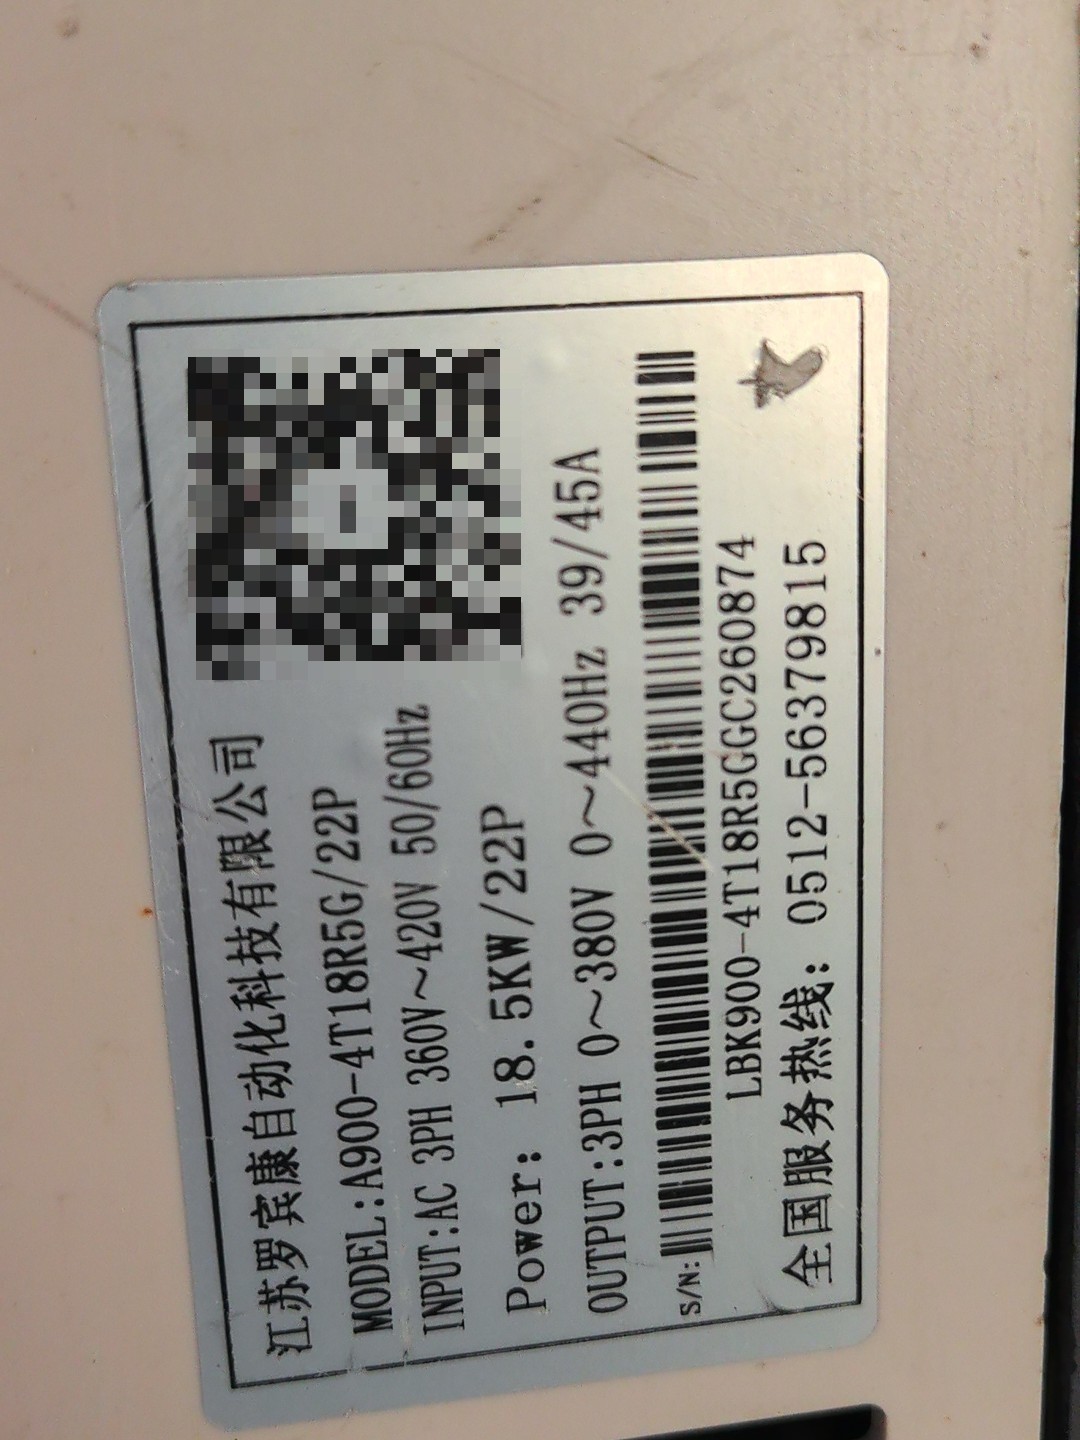 江苏罗宾康自动化科技有限公司
MODEL:A900-4T18R5G/22P
INPUT:AC 3PH 360V～420V 50/60Hz
Power: 18.5KW/22P
OUTPUT:3PH 0～380V 0～440Hz 39/45A
S/N:
LBK900-4T18R5GGC260874
全国服务热线：0512-56379815